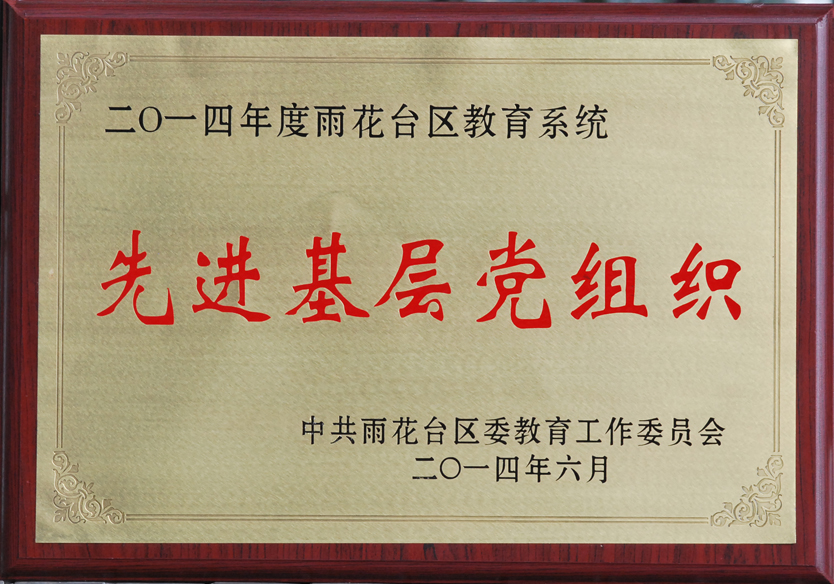 二〇一四年度雨花台区教育系统
先进基层党组织
中共雨花台区委教育工作委员会
二〇一四年六月